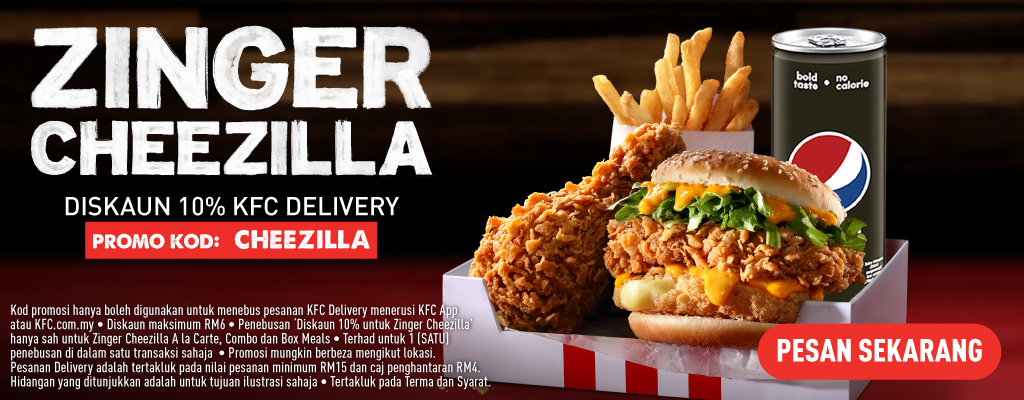 ZINGER
CHEEZILLA
DISKAUN 10% KFC DELIVERY
PROMO KOD: CHEEZILLA
Kod promosi hanya boleh digunakan untuk menebus pesanan KFC Delivery menerusi KFC App
atau KFC.com.my • Diskaun maksimum RM6 • Penebusan 'Diskaun 10% untuk Zinger Cheezilla'
hanya sah untuk Zinger Cheezilla A la Carte, Combo dan Box Meals • Terhad untuk 1 (SATU)
penebusan di dalam satu transaksi sahaja • Promosi mungkin berbeza mengikut lokasi.
Pesanan Delivery adalah tertakluk pada nilai pesanan minimum RM15 dan caj penghantaran RM4.
Hidangan yang ditunjukkan adalah untuk tujuan ilustrasi sahaja • Tertakluk pada Terma dan Syarat.
bold taste • no calorie
PESAN SEKARANG